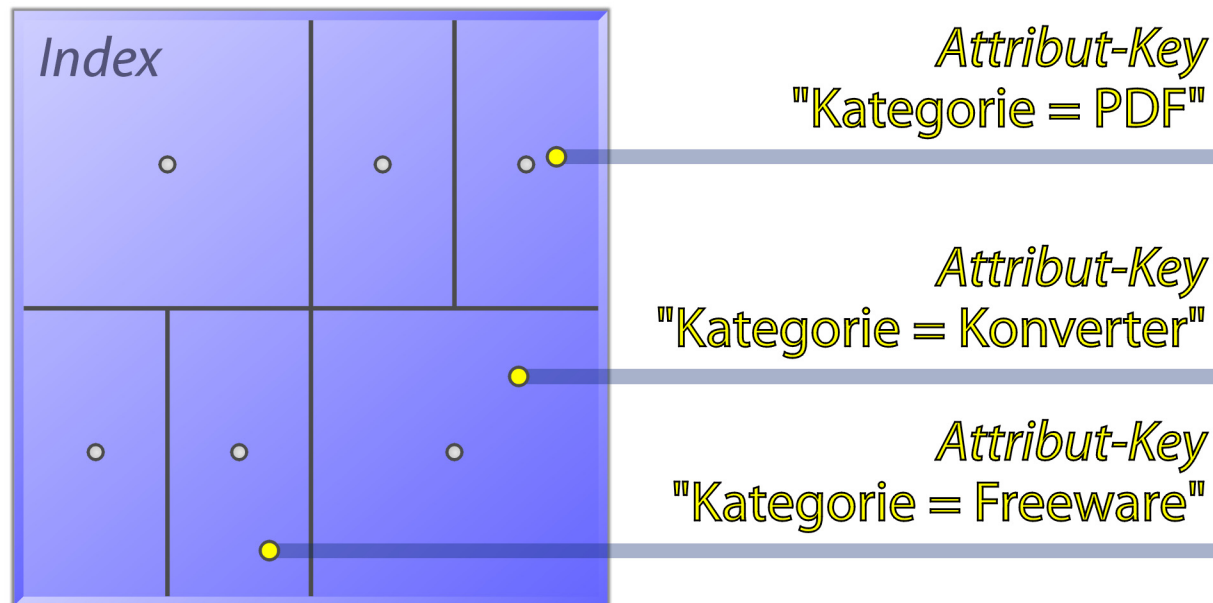 Index
Attribut-Key
"Kategorie = PDF"
Attribut-Key
"Kategorie = Konverter"
Attribut-Key
"Kategorie = Freeware"